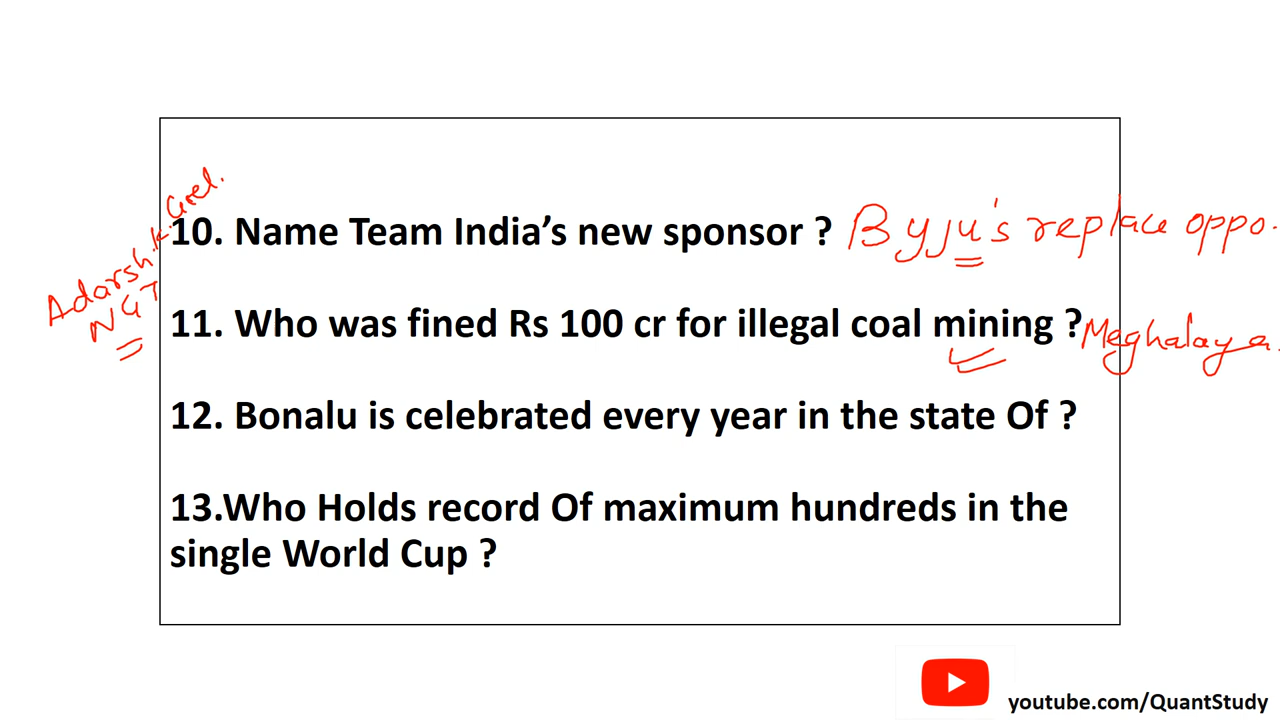 10. Name Team India's new sponsor ? Byju's replace oppo.
Adarsh.K.Goel.
NGT
11. Who was fined Rs 100 cr for illegal coal mining ? Meghalaya.
12. Bonalu is celebrated every year in the state Of ?
13.Who Holds record Of maximum hundreds in the
single World Cup ?
youtube.com/QuantStudy